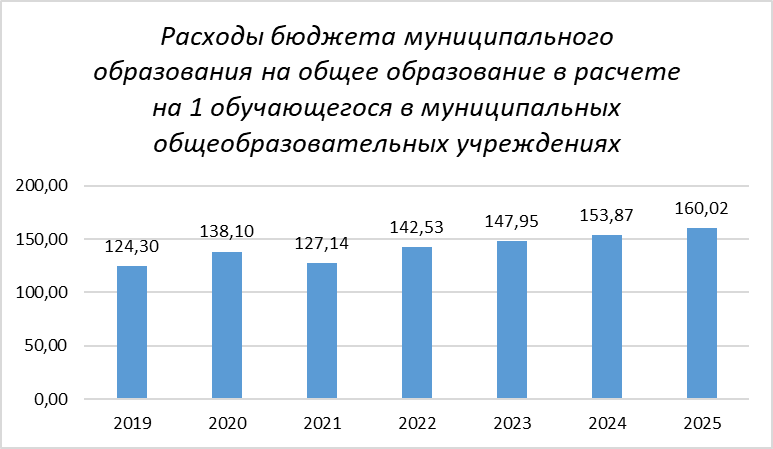 Расходы бюджета муниципального
образования на общее образование в расчете
на 1 обучающегося в муниципальных
общеобразовательных учреждениях
200,00
150,00
100,00
50,00
0,00
124,30
138,10
127,14
142,53
147,95
153,87
160,02
2019 2020 2021 2022 2023 2024 2025